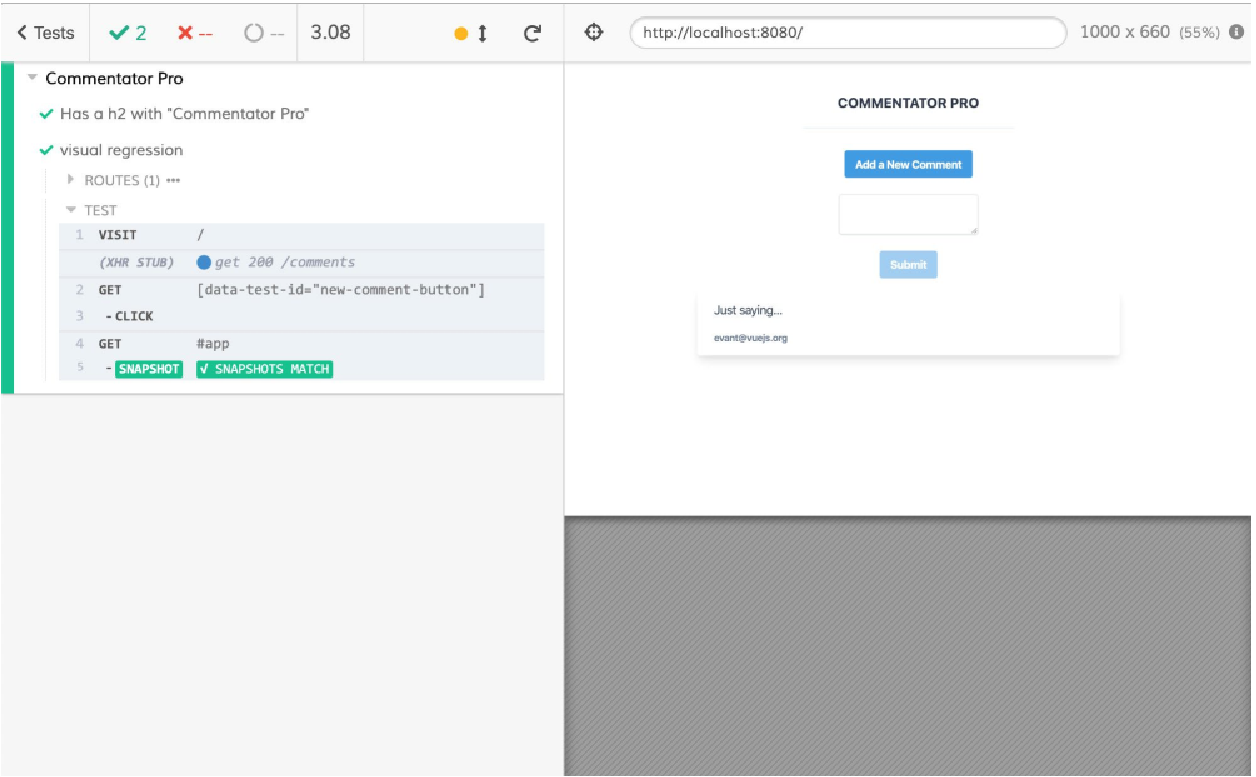 Tests 2 -- -- 3.08
http://localhost:8080/ 1000 x 660 (55%)
Commentator Pro
Has a h2 with "Commentator Pro"
visual regression
ROUTES (1)
TEST
1 VISIT /
(XHR STUB) get 200 /comments
2 GET [data-test-id="new-comment-button"]
3 - CLICK
4 GET #app
5 - SNAPSHOT √ SNAPSHOTS MATCH
COMMENTATOR PRO
Add a New Comment
Submit
Just saying...
evant@vuejs.org